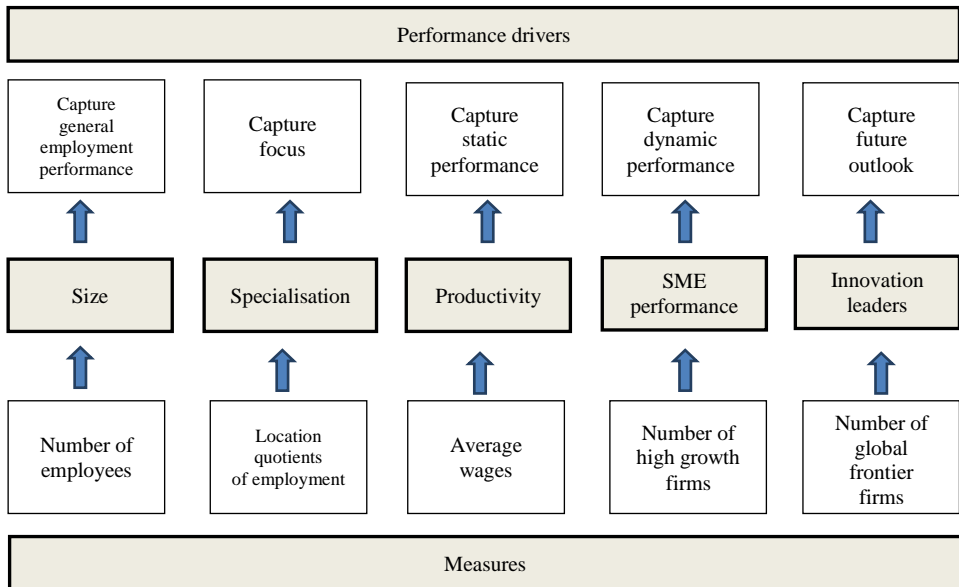 Performance drivers
Capture
general
employment
performance
Capture
focus
Capture
static
performance
Capture
dynamic
performance
Capture
future
outlook
Size
Specialisation
Productivity
SME
performance
Innovation
leaders
Number of
employees
Location
quotients
of employment
Average
wages
Number of
high growth
firms
Number of
global
frontier
firms
Measures